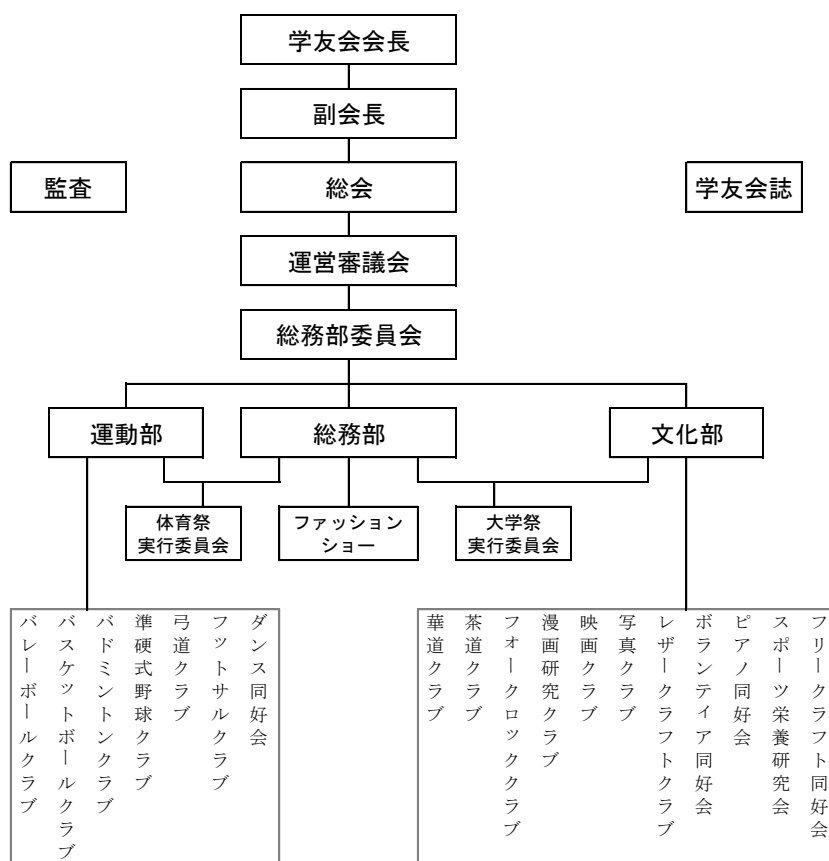 学友会会長
副会長
監査
総会
学友会誌
運営審議会
総務部委員会
運動部
総務部
文化部
体育祭
実行委員会
ファッション
ショー
大学祭
実行委員会
バレーボールクラブ
バスケットボールクラブ
バドミントンクラブ
準硬式野球クラブ
弓道クラブ
フットサルクラブ
ダンス同好会
華道クラブ
茶道クラブ
フオークロッククラブ
漫画研究クラブ
映画クラブ
写真クラブ
レザークラフトクラブ
ボランテイア同好会
ピアノ同好会
スポーツ栄養研究会
フリークラフト同好会